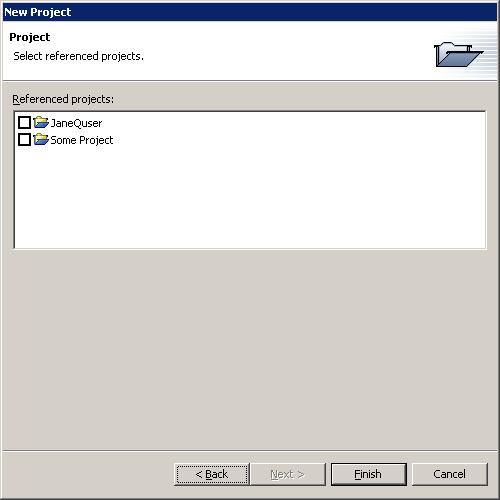 New Project
Project
Select referenced projects.
Referenced projects:
JaneQuser
Some Project
< Back
Next >
Finish
Cancel